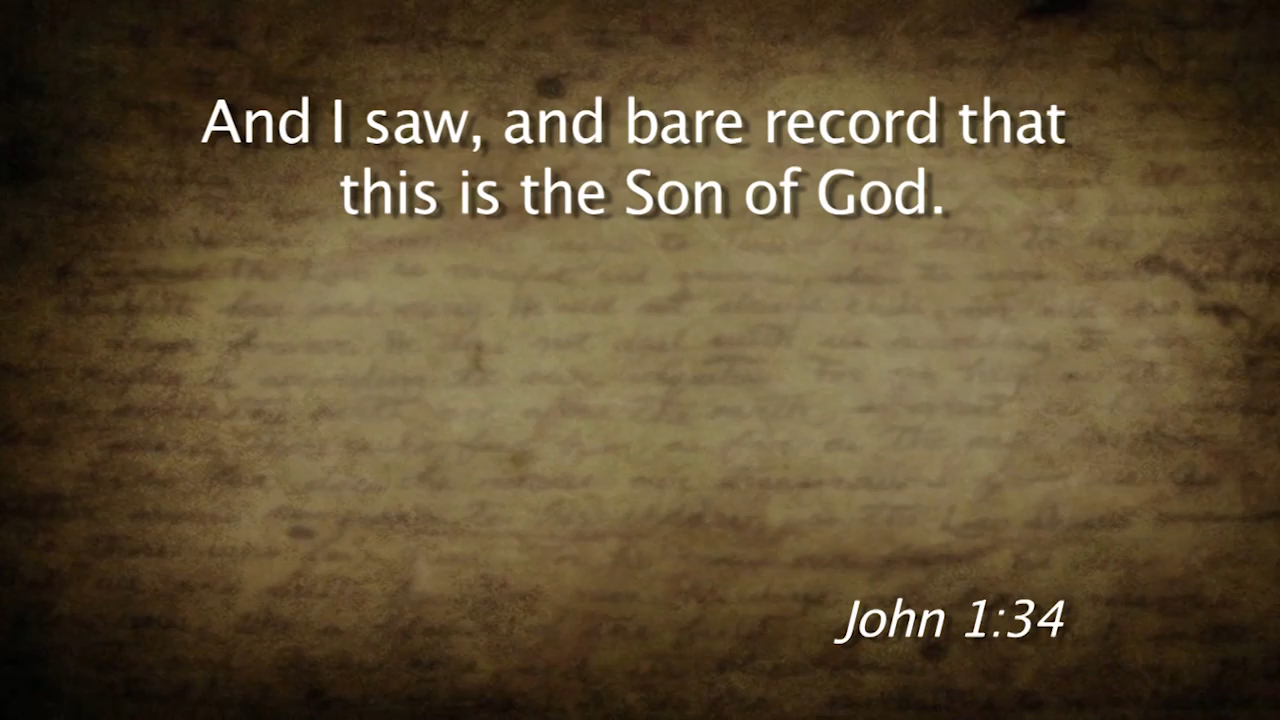 And I saw, and bare record that
this is the Son of God.
John 1:34